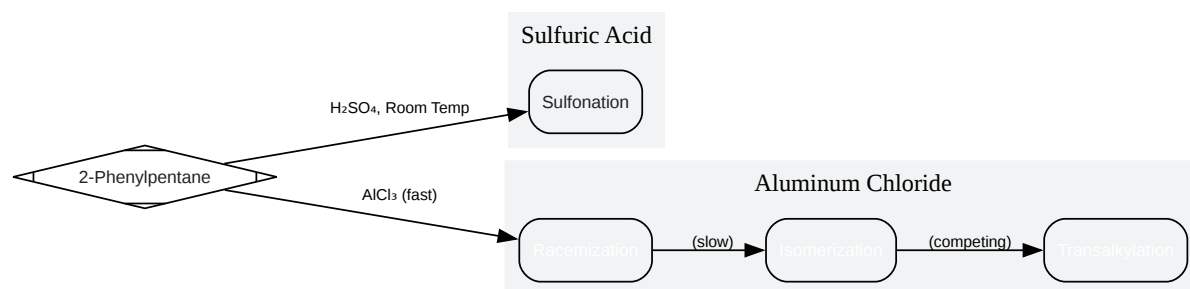 Sulfuric Acid
Sulfonation
H₂SO₄, Room Temp
2-Phenylpentane
AlCl₃ (fast)
Aluminum Chloride
Racemization
(slow)
Isomerization
(competing)
Transalkylation